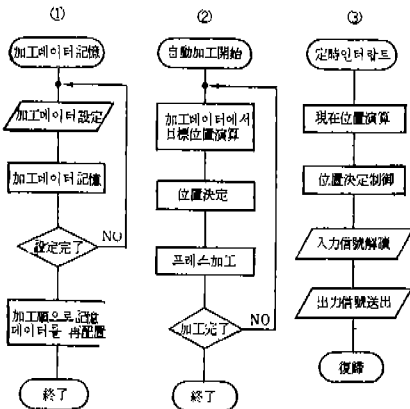 ①
加工데이터 記憶
加工데이터 設定
加工데이터 記憶
設定完了
NO
加工順으로 記憶
데이터를 再配置
終了
②
自動加工開始
加工데이터에서
目標位置演算
位置決定
프레스 加工
加工完了
NO
終了
③
定時인터랍트
現在位置演算
位置決定制御
入力信號解讀
出力信號送出
復歸